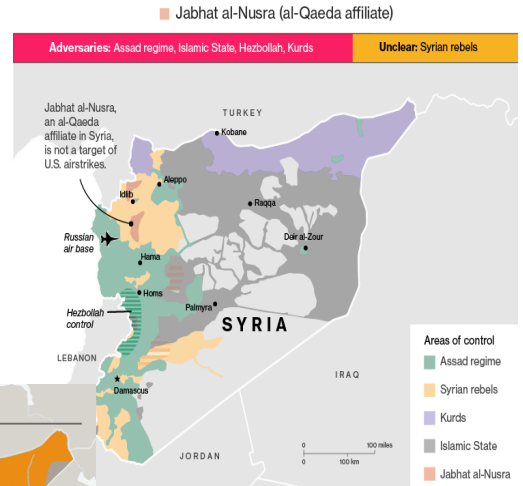 Jabhat al-Nusra (al-Qaeda affiliate)
Adversaries: Assad regime, Islamic State, Hezbollah, Kurds
Unclear: Syrian rebels
Jabhat al-Nusra,
an al-Qaeda
affiliate in Syria,
is not a target of
U.S. airstrikes.
TURKEY
Kobane
Aleppo
Idlib
Raqqa
Russian
air base
Deir al-Zour
Hama
Homs
Palmyra
Hezbollah
control
SYRIA
LEBANON
Damascus
IRAQ
JORDAN
0 100 miles
0 100 km
Areas of control
Assad regime
Syrian rebels
Kurds
Islamic State
Jabhat al-Nusra